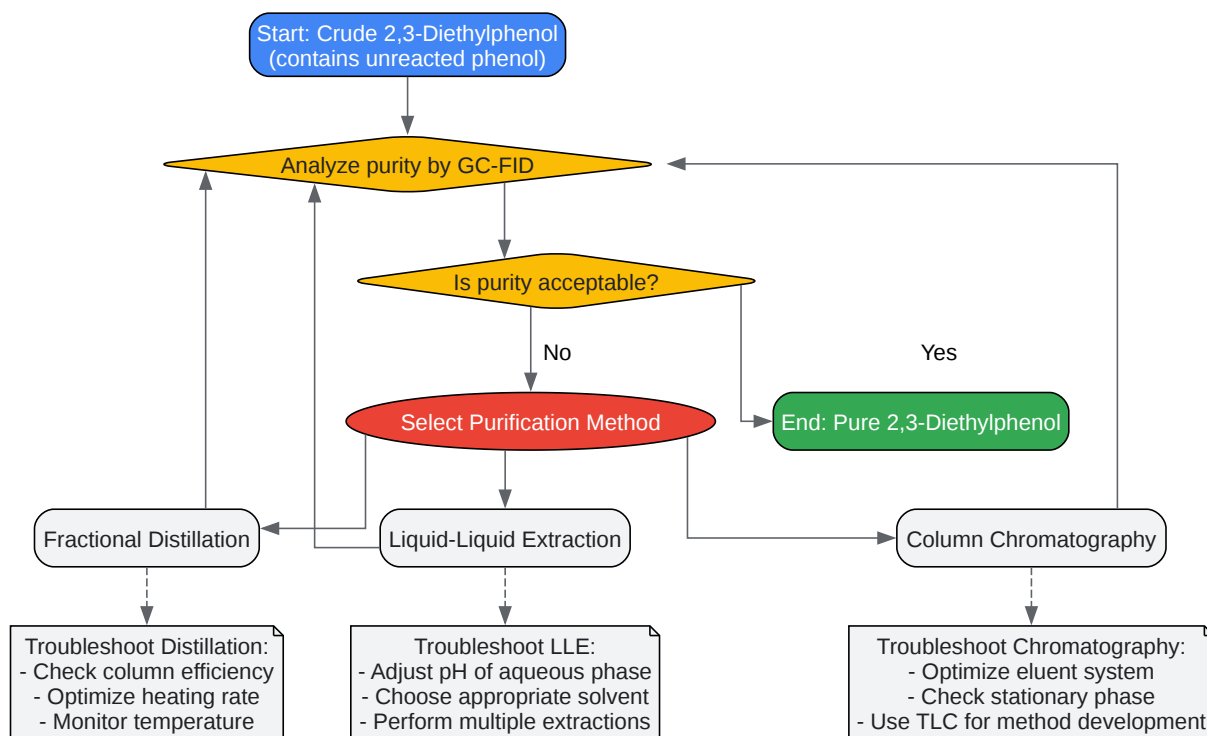 Start: Crude 2,3-Diethylphenol
(contains unreacted phenol)
Analyze purity by GC-FID
Is purity acceptable?
No
Yes
Select Purification Method
End: Pure 2,3-Diethylphenol
Fractional Distillation
Liquid-Liquid Extraction
Column Chromatography
Troubleshoot Distillation:
- Check column efficiency
- Optimize heating rate
- Monitor temperature
Troubleshoot LLE:
- Adjust pH of aqueous phase
- Choose appropriate solvent
- Perform multiple extractions
Troubleshoot Chromatography:
- Optimize eluent system
- Check stationary phase
- Use TLC for method development